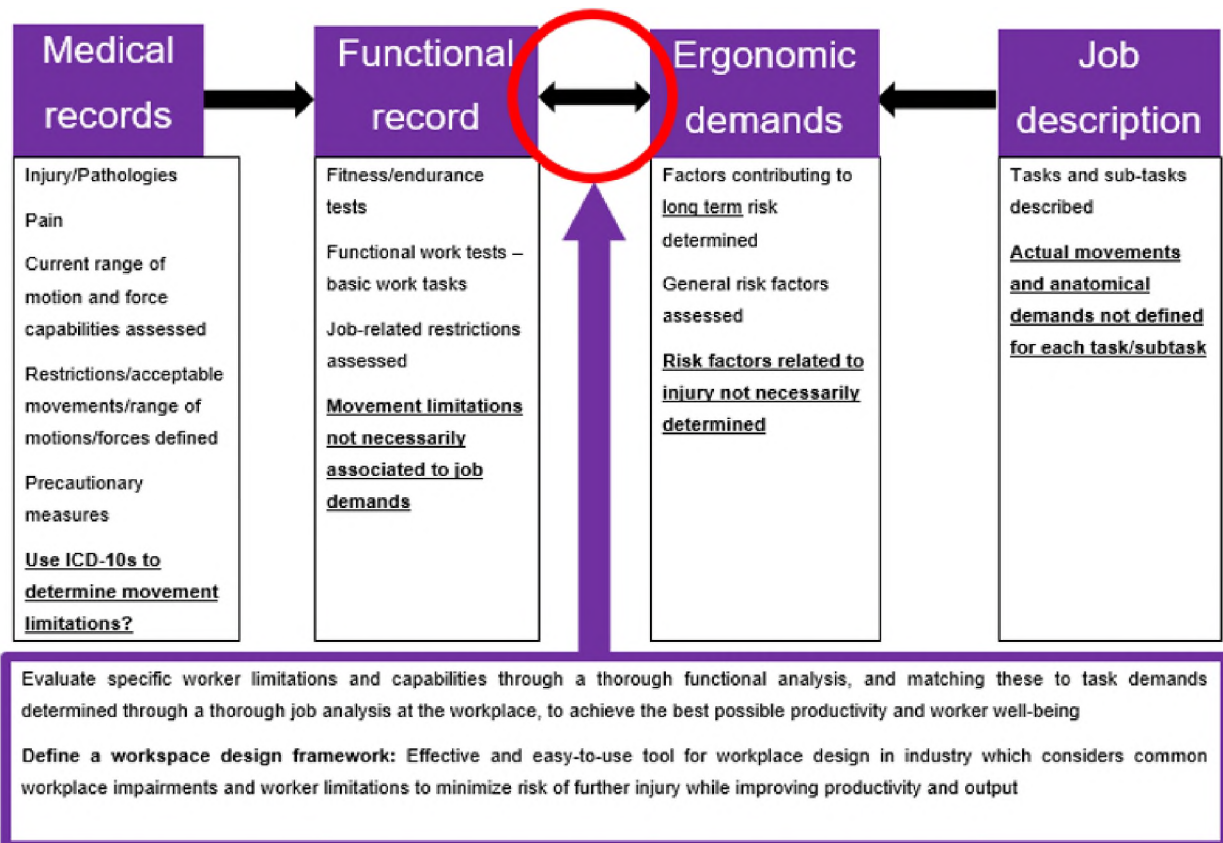 Medical
records
Functional
record
Ergonomic
demands
Job
description
Injury/Pathologies
Pain
Current range of
motion and force
capabilities assessed
Restrictions/acceptable
movements/range of
motions/forces defined
Precautionary
measures
Use ICD-10s to
determine movement
limitations?
Fitness/endurance
tests
Functional work tests –
basic work tasks
Job-related restrictions
assessed
Movement limitations
not necessarily
associated to job
demands
Factors contributing to
long term risk
determined
General risk factors
assessed
Risk factors related to
injury not necessarily
determined
Tasks and sub-tasks
described
Actual movements
and anatomical
demands not defined
for each task/subtask
Evaluate specific worker limitations and capabilities through a thorough functional analysis, and matching these to task demands
determined through a thorough job analysis at the workplace, to achieve the best possible productivity and worker well-being
Define a workspace design framework: Effective and easy-to-use tool for workplace design in industry which considers common
workplace impairments and worker limitations to minimize risk of further injury while improving productivity and output